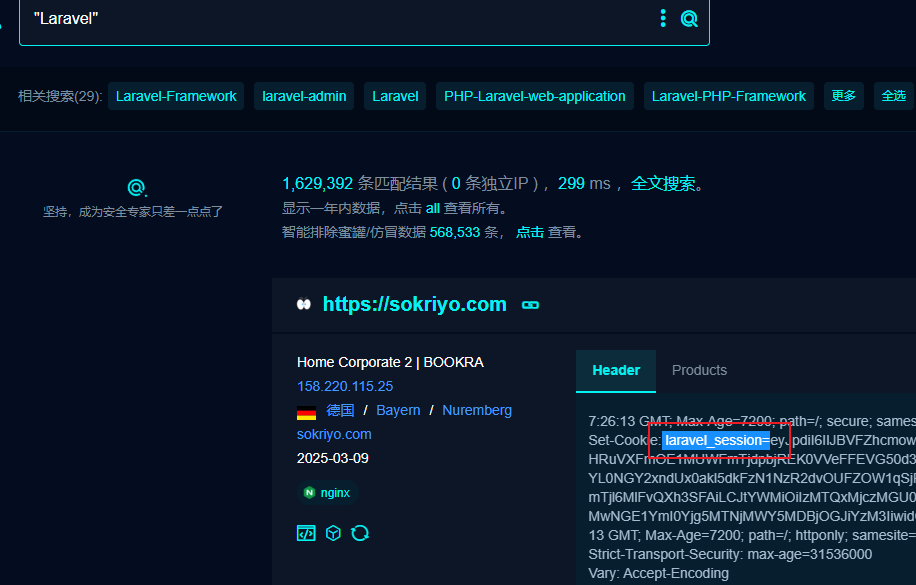 "Laravel"
相关搜索(29): Laravel-Framework laravel-admin Laravel PHP-Laravel-web-application Laravel-PHP-Framework 更多 全选
坚持，成为安全专家只差一点点了
1,629,392 条匹配结果 ( 0 条独立IP ) ，299 ms ，全文搜索。
显示一年内数据，点击 all 查看所有。
智能排除蜜罐/仿冒数据 568,533 条， 点击 查看。
https://sokriyo.com
Home Corporate 2 | BOOKRA
158.220.115.25
德国 / Bayern / Nuremberg
sokriyo.com
2025-03-09
nginx
Header Products
7:26:13 GMT; Max-Age=7200; path=/; secure; sames
Set-Cookie: laravel_session=
13 GMT; Max-Age=7200; path=/; httponly; samesite=
Strict-Transport-Security: max-age=31536000
Vary: Accept-Encoding